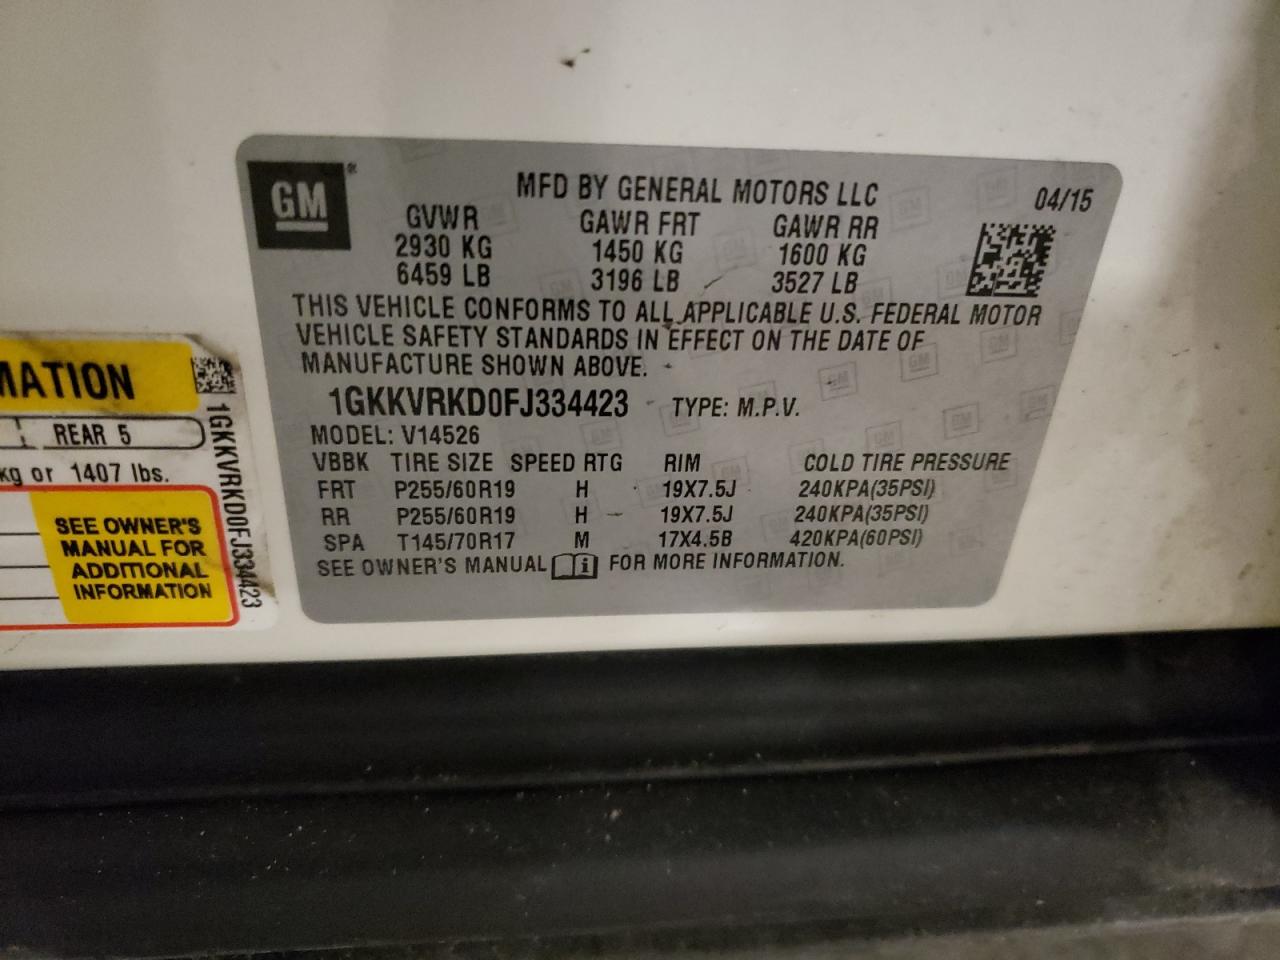 GM®
MFD BY GENERAL MOTORS LLC 04/15
GVWR GAWR FRT GAWR RR
2930 KG 1450 KG 1600 KG
6459 LB 3196 LB 3527 LB
THIS VEHICLE CONFORMS TO ALL APPLICABLE U.S. FEDERAL MOTOR
VEHICLE SAFETY STANDARDS IN EFFECT ON THE DATE OF
MANUFACTURE SHOWN ABOVE.
1GKKVRKD0FJ334423 TYPE: M.P.V.
MODEL: V14526
VBBK TIRE SIZE SPEED RTG RIM COLD TIRE PRESSURE
FRT P255/60R19 H 19X7.5J 240KPA(35PSI)
RR P255/60R19 H 19X7.5J 240KPA(35PSI)
SPA T145/70R17 M 17X4.5B 420KPA(60PSI)
SEE OWNER'S MANUAL i FOR MORE INFORMATION.
MATION
REAR 5
kg or 1407 lbs.
SEE OWNER'S
MANUAL FOR
ADDITIONAL
INFORMATION
1GKKVRKD0FJ334423